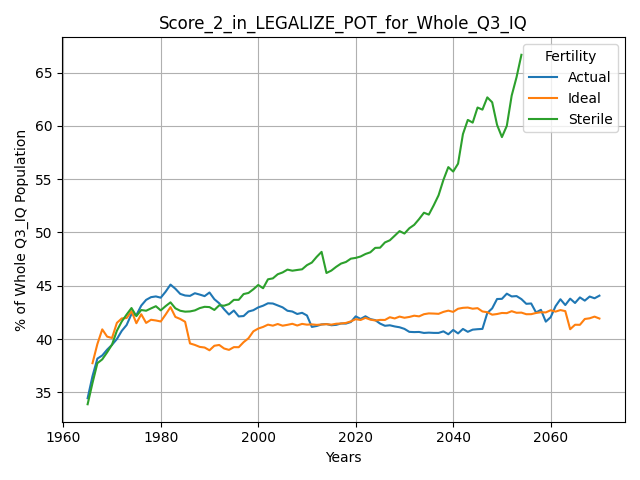 Score_2_in_LEGALIZE_POT_for_Whole_Q3_IQ
% of Whole Q3_IQ Population
65
60
55
50
45
40
35
Fertility
Actual
Ideal
Sterile
1960 1980 2000 2020 2040 2060
Years